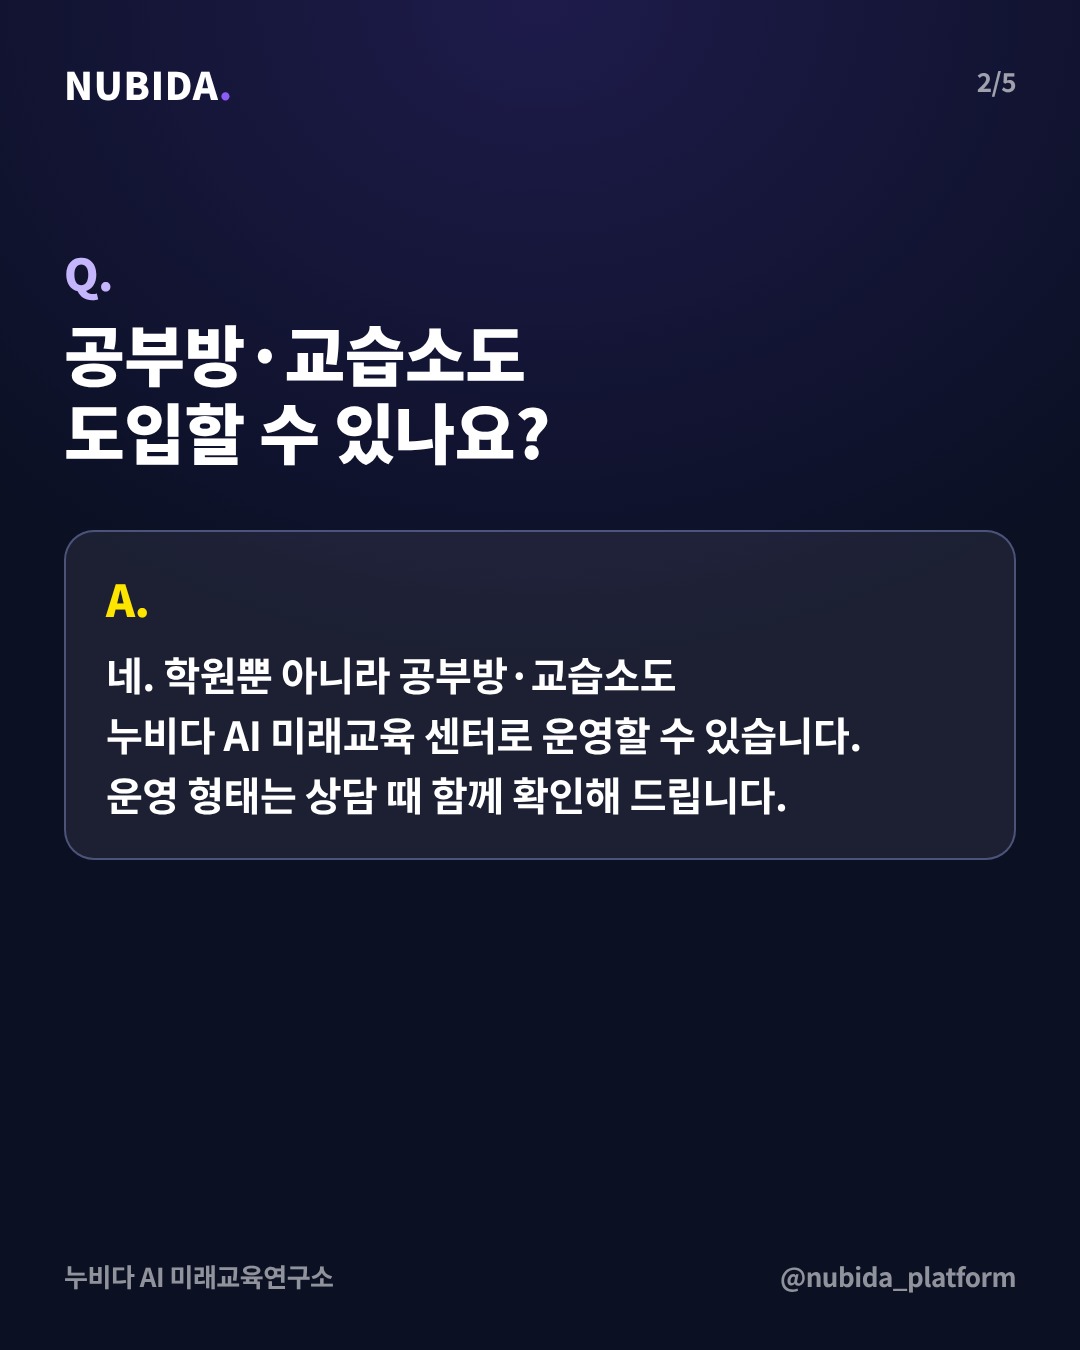 NUBIDA.
2/5
Q.
공부방·교습소도
도입할 수 있나요?
A.
네. 학원뿐 아니라 공부방·교습소도
누비다 AI 미래교육 센터로 운영할 수 있습니다.
운영 형태는 상담 때 함께 확인해 드립니다.
누비다 AI 미래교육연구소
@nubida_platform